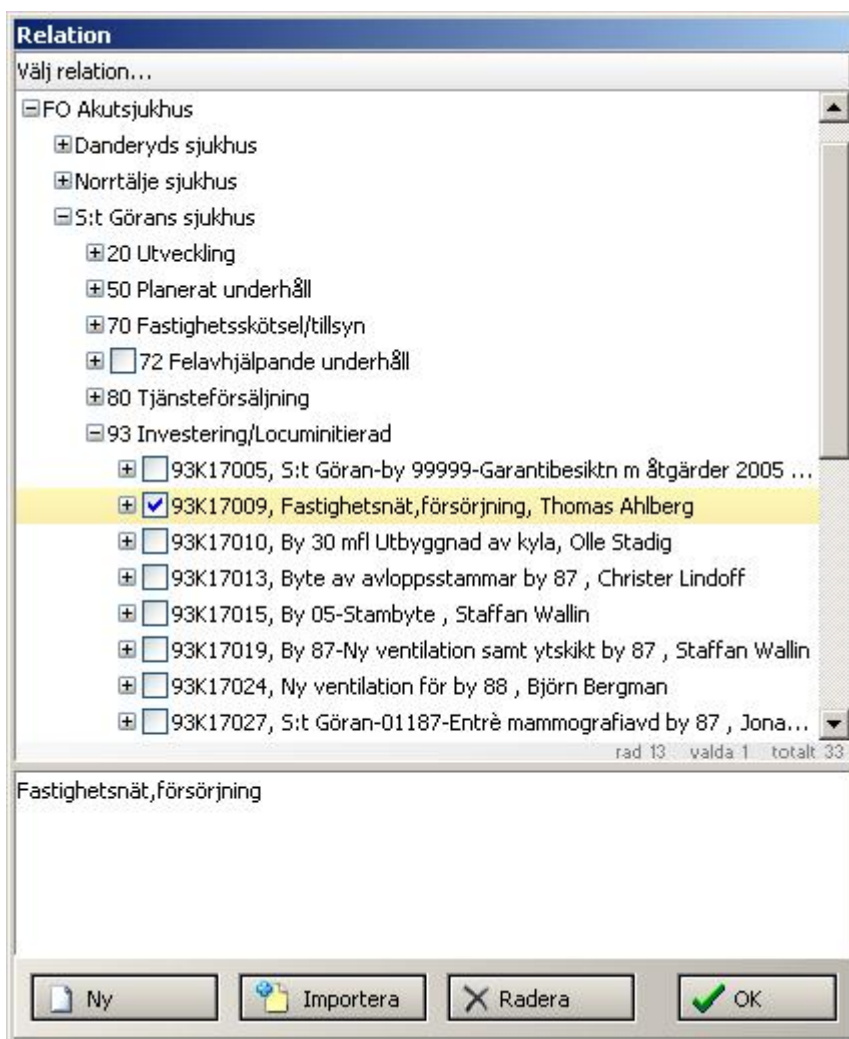 Relation
Välj relation...
FO Akutsjukhus
Danderyds sjukhus
Norrtälje sjukhus
S:t Görans sjukhus
20 Utveckling
50 Planerat underhåll
70 Fastighetsskötsel/tillsyn
72 Felavhjälpande underhåll
80 Tjänsteförsäljning
93 Investering/Locuminitierad
93K17005, S:t Göran-by 99999-Garantibesiktn m åtgärder 2005 ...
93K17009, Fastighetsnät,försörjning, Thomas Ahlberg
93K17010, By 30 mfl Utbyggnad av kyla, Olle Stadig
93K17013, Byte av avloppsstammar by 87 , Christer Lindoff
93K17015, By 05-Stambyte , Staffan Wallin
93K17019, By 87-Ny ventilation samt ytskikt by 87 , Staffan Wallin
93K17024, Ny ventilation för by 88 , Björn Bergman
93K17027, S:t Göran-01187-Entrè mammografiavd by 87 , Jona...
rad 13 valda 1 totalt 33
Fastighetsnät,försörjning
Ny Importera Radera OK